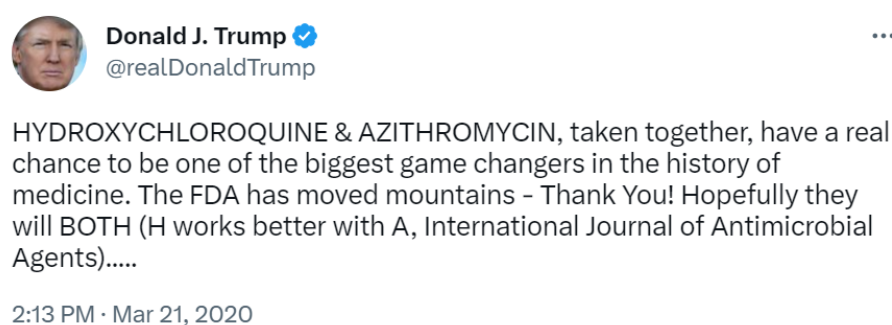 Donald J. Trump
@realDonaldTrump
HYDROXYCHLOROQUINE & AZITHROMYCIN, taken together, have a real
chance to be one of the biggest game changers in the history of
medicine. The FDA has moved mountains - Thank You! Hopefully they
will BOTH (H works better with A, International Journal of Antimicrobial
Agents).....
2:13 PM · Mar 21, 2020